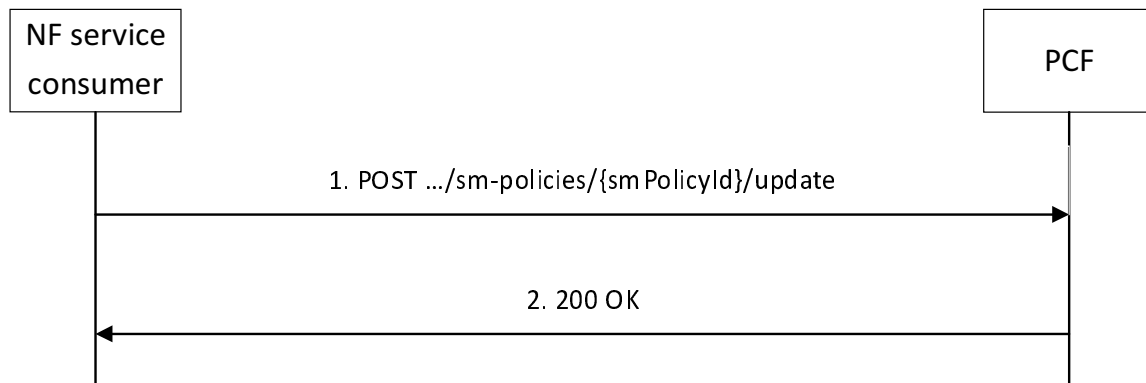 NF service
consumer
PCF
1. POST …/sm-policies/{smPolicyId}/update
2. 200 OK